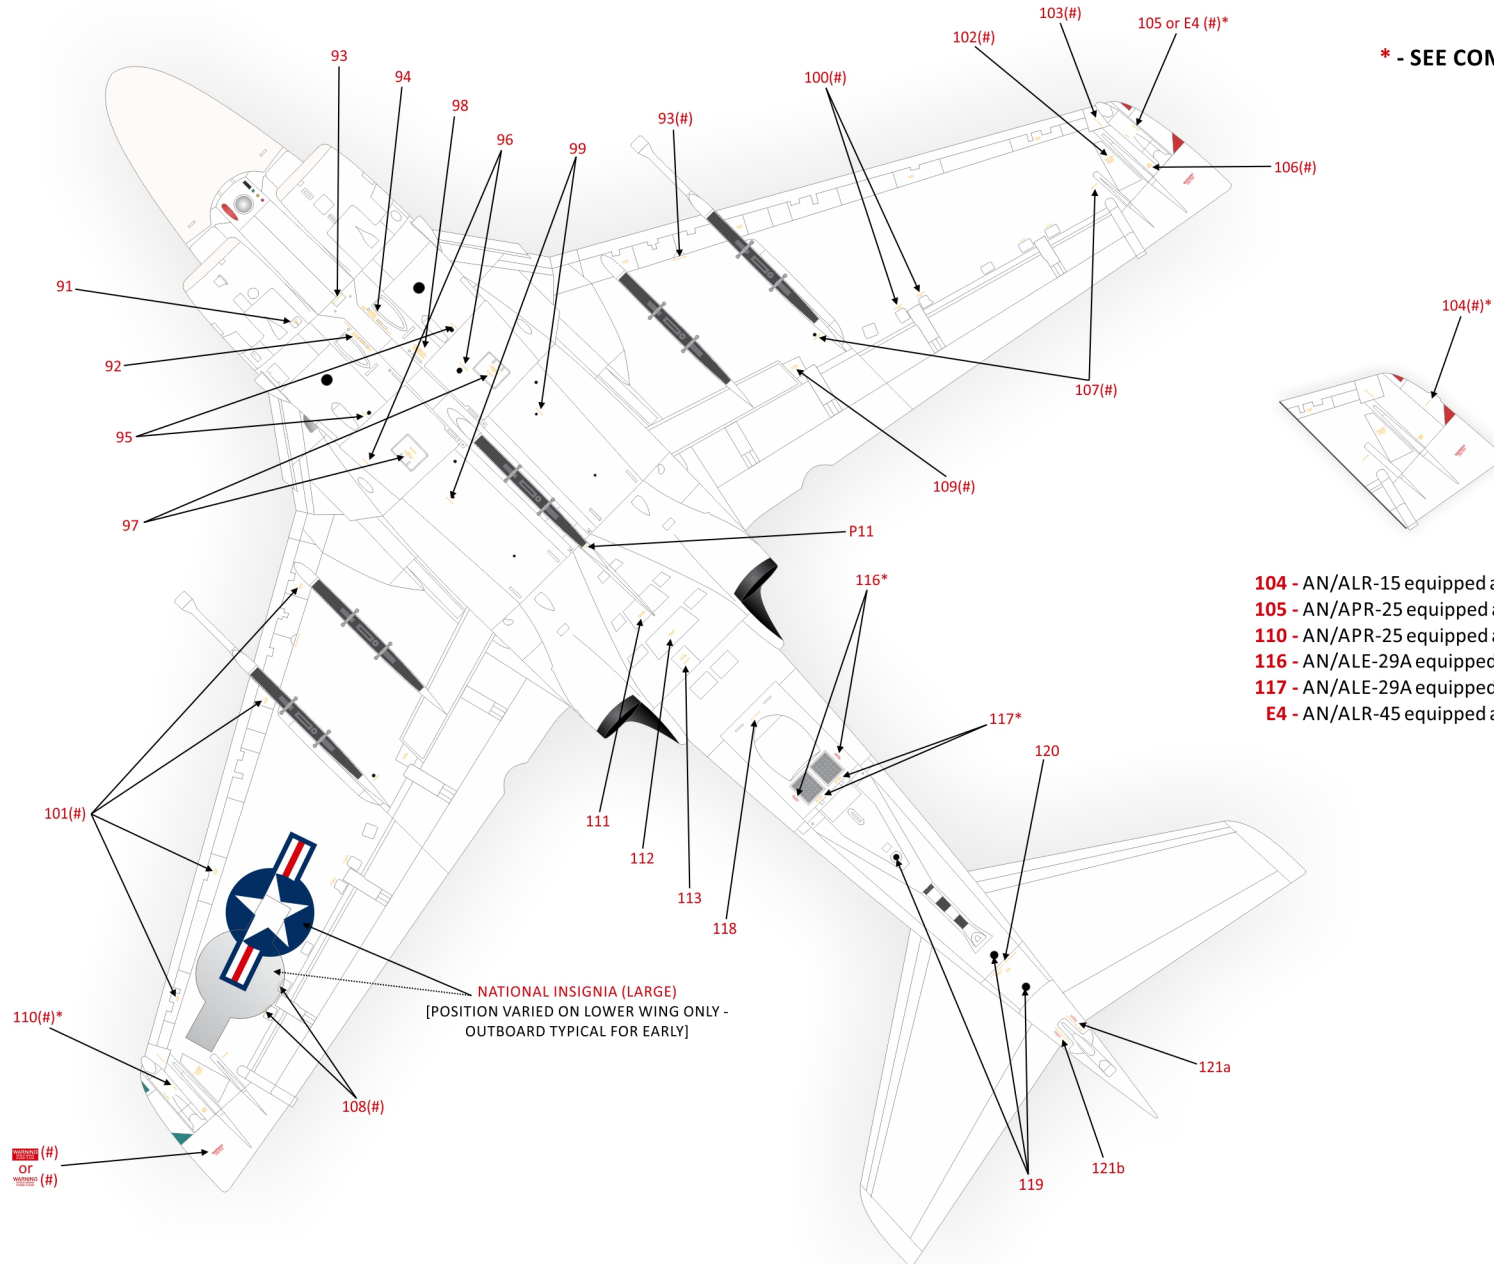 103(#)
105 or E4 (#)*
102(#)
* - SEE COM
93
94
100(#)
98
93(#)
96
99
106(#)
91
104(#)*
92
107(#)
95
109(#)
97
P11
116*
104 - AN/ALR-15 equipped a
105 - AN/APR-25 equipped a
110 - AN/APR-25 equipped a
116 - AN/ALE-29A equipped
117 - AN/ALE-29A equipped
E4 - AN/ALR-45 equipped a
117*
120
101(#)
111
112
113
118
NATIONAL INSIGNIA (LARGE)
[POSITION VARIED ON LOWER WING ONLY -
OUTBOARD TYPICAL FOR EARLY]
110(#)*
121a
108(#)
WARNING (#)
or
WARNING (#)
121b
119